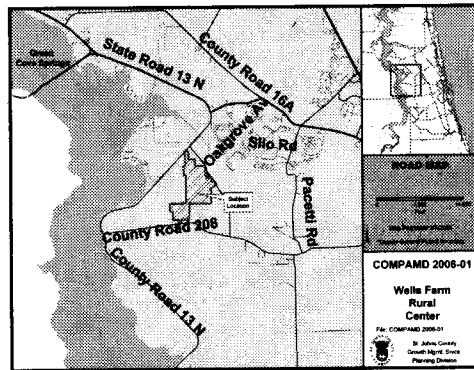 Green
Cove Springs
State Road 13 N
County Road 16A
Oakgrove Av
Silo Rd
Pacetti Rd
Subject
Location
County Road 208
County Road 13 N
ROAD MAP
COMPAMD 2006-01
Wells Farm
Rural
Center
File: COMPAMD 2006-01
St Johns County
Growth Mgmt. Svcs
Planning Division